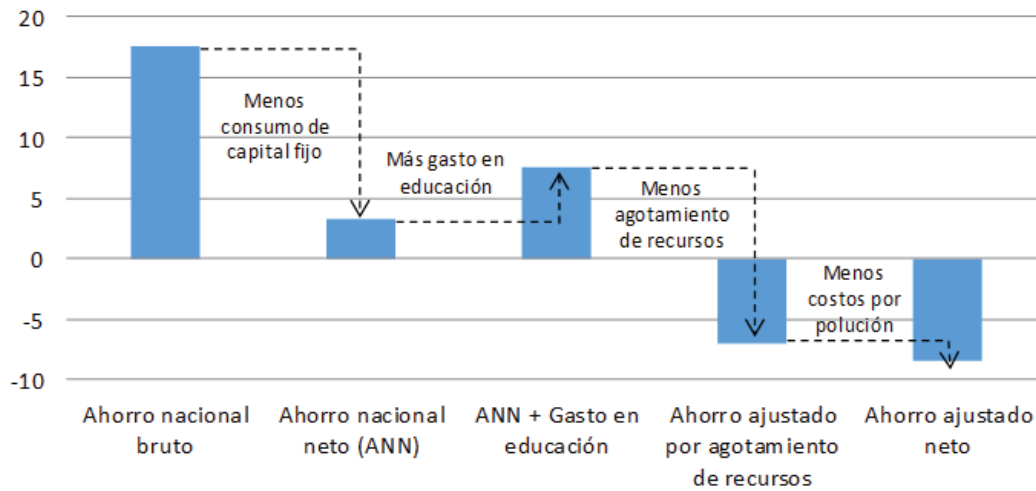 20
15
10
5
0
-5
-10
Menos
consumo de
capital fijo
Más gasto en
educación
Menos
agotamiento
de recursos
Menos
costos por
polución
Ahorro nacional
bruto
Ahorro nacional
neto (ANN)
ANN + Gasto en
educación
Ahorro ajustado
por agotamiento
de recursos
Ahorro ajustado
neto